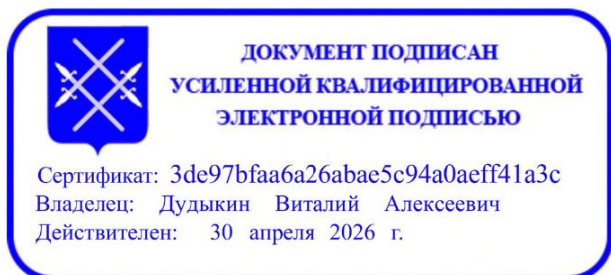 ДОКУМЕНТ ПОДПИСАН
УСИЛЕННОЙ КВАЛИФИЦИРОВАННОЙ
ЭЛЕКТРОННОЙ ПОДПИСЬЮ
Сертификат: 3de97bfaa6a26abae5c94a0aeff41a3c
Владелец: Дудыкин Виталий Алексеевич
Действителен: 30 апреля 2026 г.